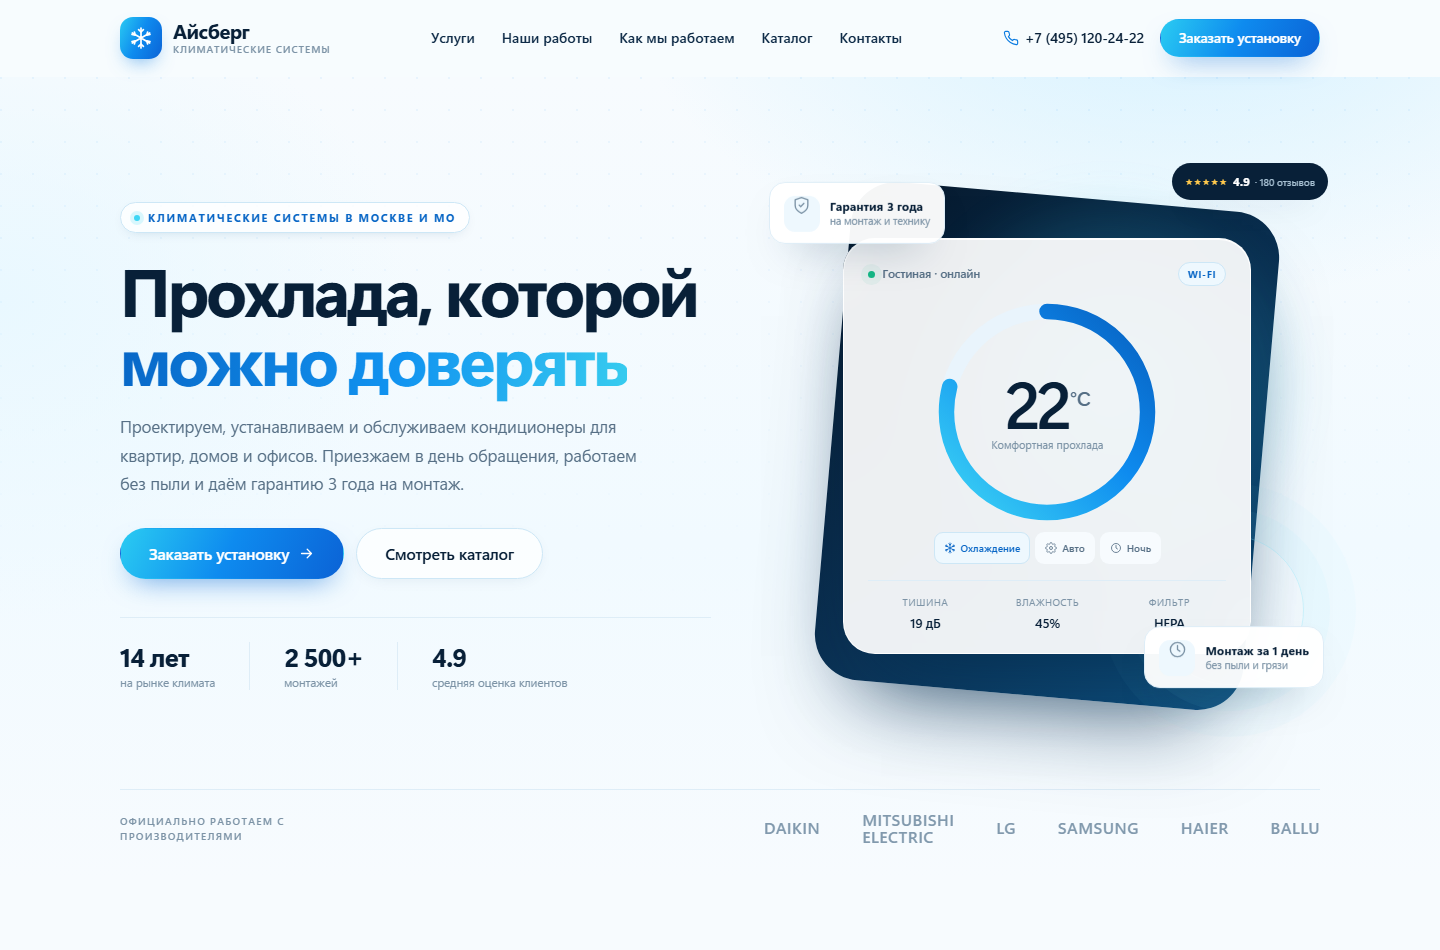 Айсберг
КЛИМАТИЧЕСКИЕ СИСТЕМЫ
Услуги
Наши работы
Как мы работаем
Каталог
Контакты
+7 (495) 120-24-22
Заказать установку
КЛИМАТИЧЕСКИЕ СИСТЕМЫ В МОСКВЕ И МО
Прохлада, которой
можно доверять
Проектируем, устанавливаем и обслуживаем кондиционеры для
квартир, домов и офисов. Приезжаем в день обращения, работаем
без пыли и даём гарантию 3 года на монтаж.
Заказать установку →
Смотреть каталог
14 лет
на рынке климата
2 500+
монтажей
4.9
средняя оценка клиентов
Гарантия 3 года
на монтаж и технику
★★★★★ 4.9 · 180 отзывов
Гостиная · онлайн
WI-FI
22°C
Комфортная прохлада
Охлаждение
Авто
Ночь
ТИШИНА
19 дБ
ВЛАЖНОСТЬ
45%
ФИЛЬТР
HEPA
Монтаж за 1 день
без пыли и грязи
ОФИЦИАЛЬНО РАБОТАЕМ С
ПРОИЗВОДИТЕЛЯМИ
DAIKIN
MITSUBISHI
ELECTRIC
LG
SAMSUNG
HAIER
BALLU